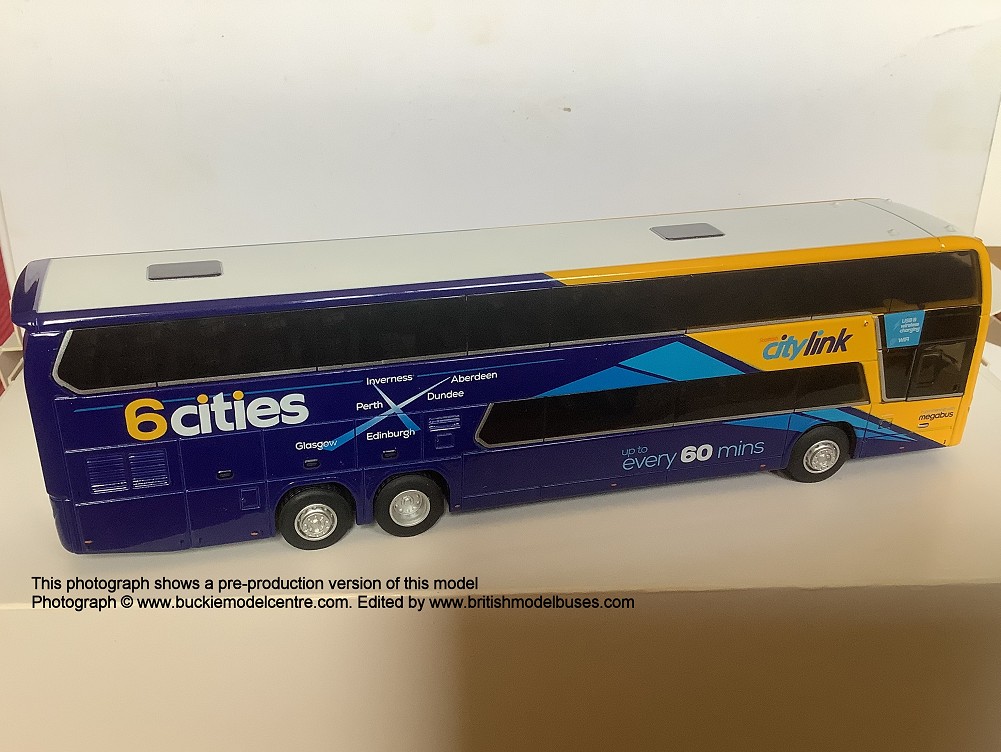 citylink
USB &
wireless
charging
WiFi
megabus
6cities
Inverness
Aberdeen
Perth
Dundee
Glasgow
Edinburgh
up to
every 60 mins
This photograph shows a pre-production version of this model
Photograph © www.buckiemodelcentre.com. Edited by www.britishmodelbuses.com